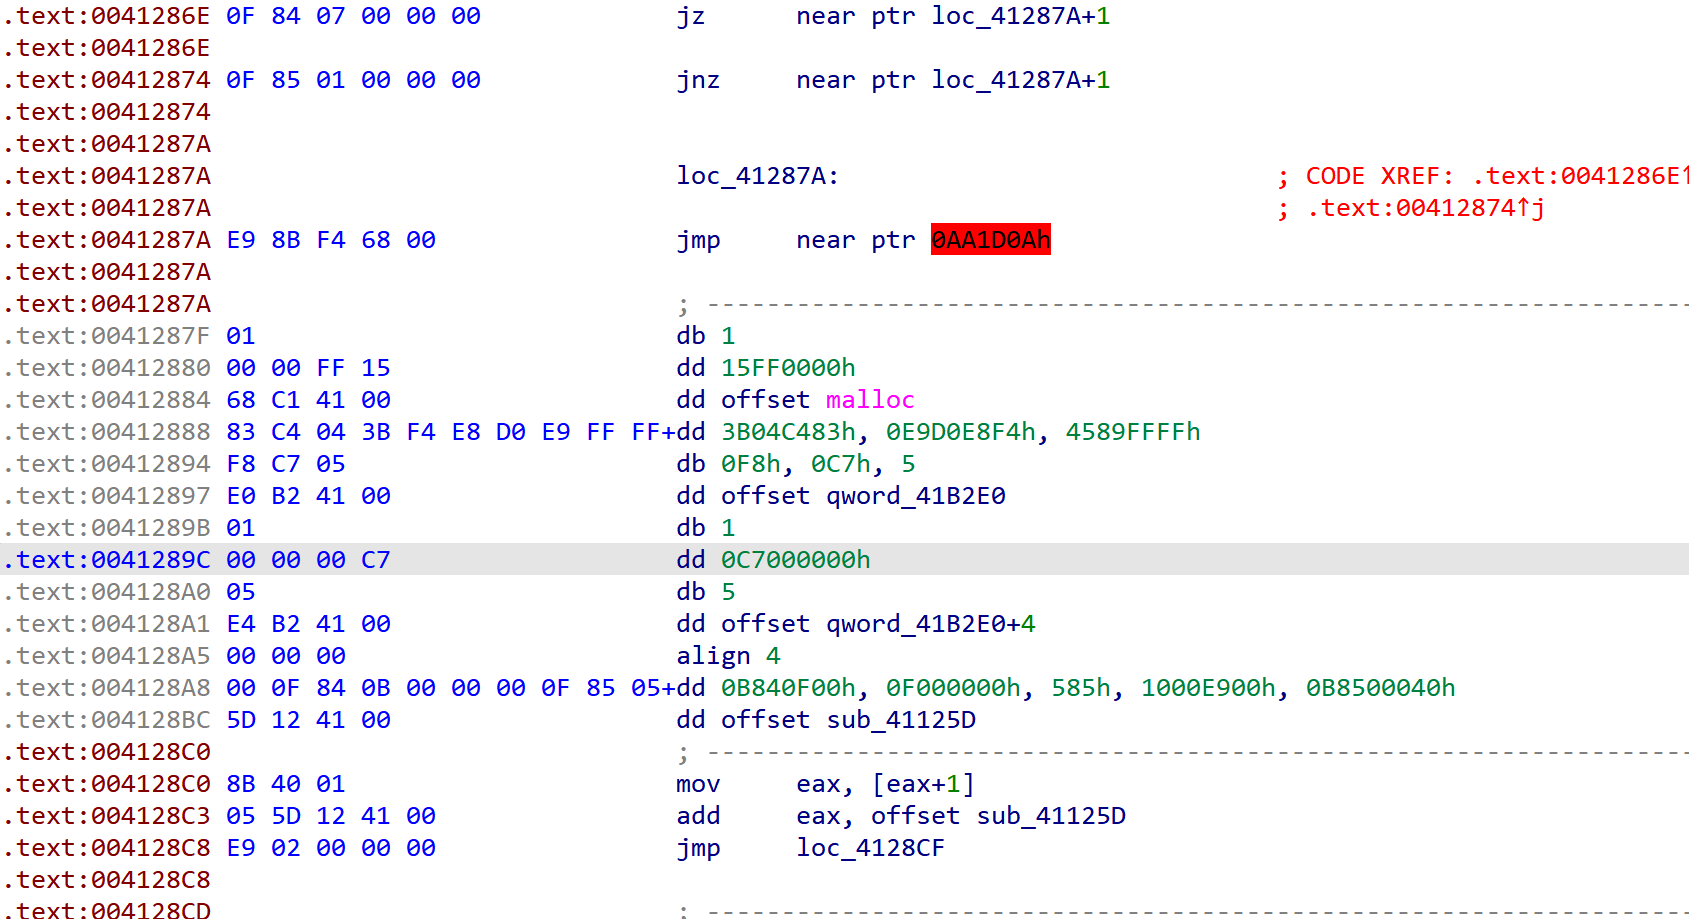 .text:0041286E 0F 84 07 00 00 00 jz near ptr loc_41287A+1
.text:0041286E
.text:00412874 0F 85 01 00 00 00 jnz near ptr loc_41287A+1
.text:00412874
.text:0041287A
.text:0041287A loc_41287A: ; CODE XREF: .text:0041286E↑
.text:0041287A ; .text:00412874↑j
.text:0041287A E9 8B F4 68 00 jmp near ptr 0AA1D0Ah
.text:0041287A
.text:0041287A ; ------------------------------------------------------------------
.text:0041287F 01 db 1
.text:00412880 00 00 FF 15 dd 15FF0000h
.text:00412884 68 C1 41 00 dd offset malloc
.text:00412888 83 C4 04 3B F4 E8 D0 E9 FF FF+dd 3B04C483h, 0E9D0E8F4h, 4589FFFFh
.text:00412894 F8 C7 05 db 0F8h, 0C7h, 5
.text:00412897 E0 B2 41 00 dd offset qword_41B2E0
.text:0041289B 01 db 1
.text:0041289C 00 00 00 C7 dd 0C7000000h
.text:004128A0 05 db 5
.text:004128A1 E4 B2 41 00 dd offset qword_41B2E0+4
.text:004128A5 00 00 00 align 4
.text:004128A8 00 0F 84 0B 00 00 00 0F 85 05+dd 0B840F00h, 0F000000h, 585h, 1000E900h, 0B8500040h
.text:004128BC 5D 12 41 00 dd offset sub_41125D
.text:004128C0 ; ------------------------------------------------------------------
.text:004128C0 8B 40 01 mov eax, [eax+1]
.text:004128C3 05 5D 12 41 00 add eax, offset sub_41125D
.text:004128C8 E9 02 00 00 00 jmp loc_4128CF
.text:004128C8
.text:004128CD ; ------------------------------------------------------------------